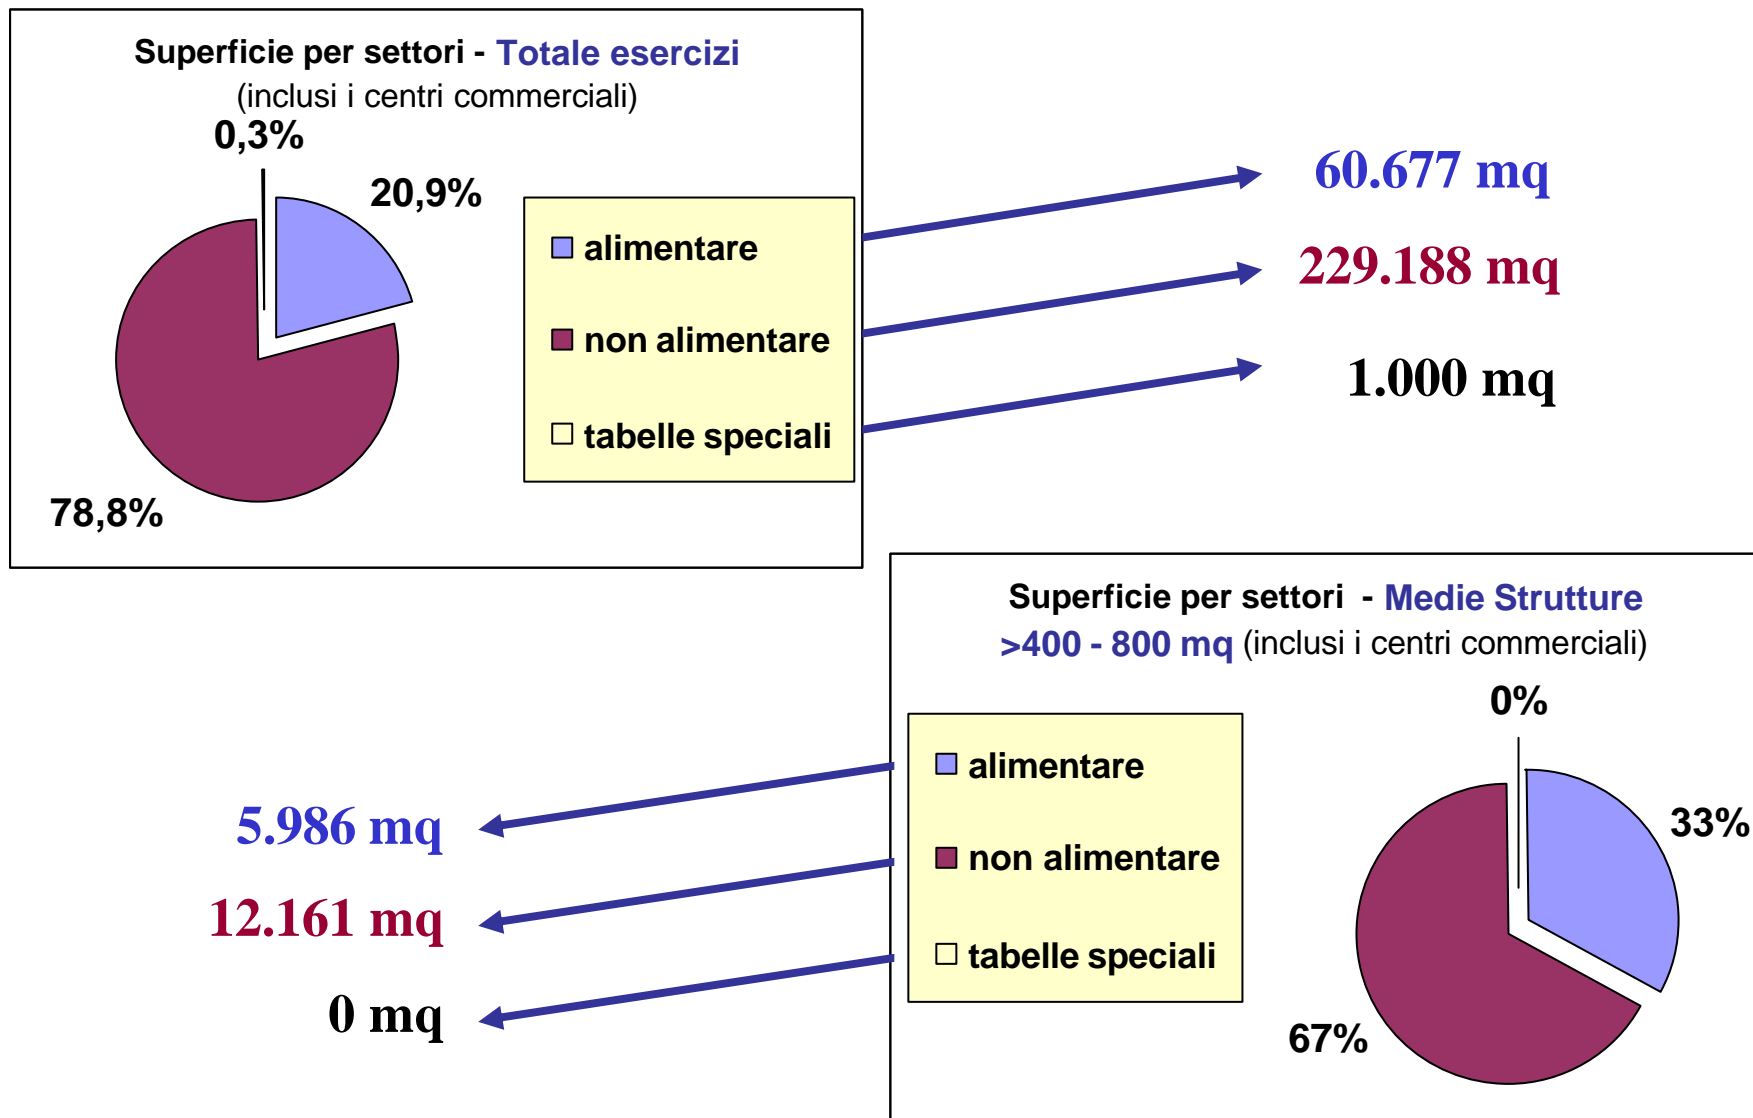 Superficie per settori - Totale esercizi
(inclusi i centri commerciali)
0,3%
20,9%
78,8%
alimentare
non alimentare
tabelle speciali
60.677 mq
229.188 mq
1.000 mq
Superficie per settori - Medie Strutture
>400 - 800 mq (inclusi i centri commerciali)
0%
33%
67%
alimentare
non alimentare
tabelle speciali
5.986 mq
12.161 mq
0 mq